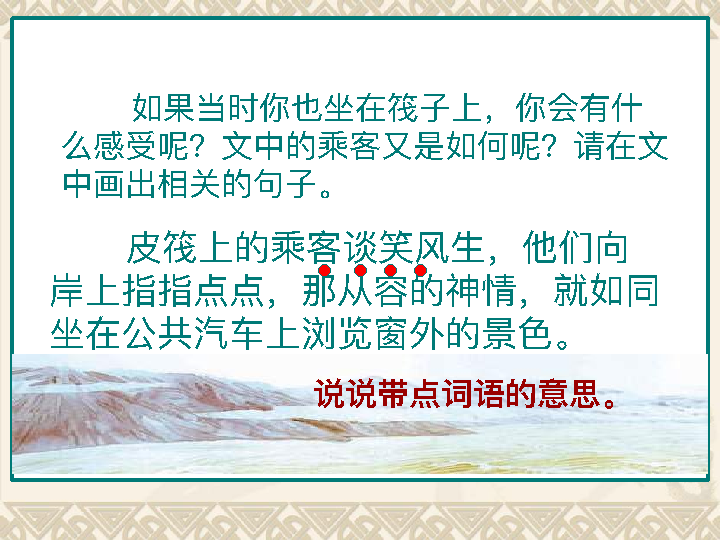 如果当时你也坐在筏子上，你会有什
么感受呢？文中的乘客又是如何呢？请在文
中画出相关的句子。
皮筏上的乘客谈笑风生，他们向
岸上指指点点，那从容的神情，就如同
坐在公共汽车上浏览窗外的景色。
说说带点词语的意思。